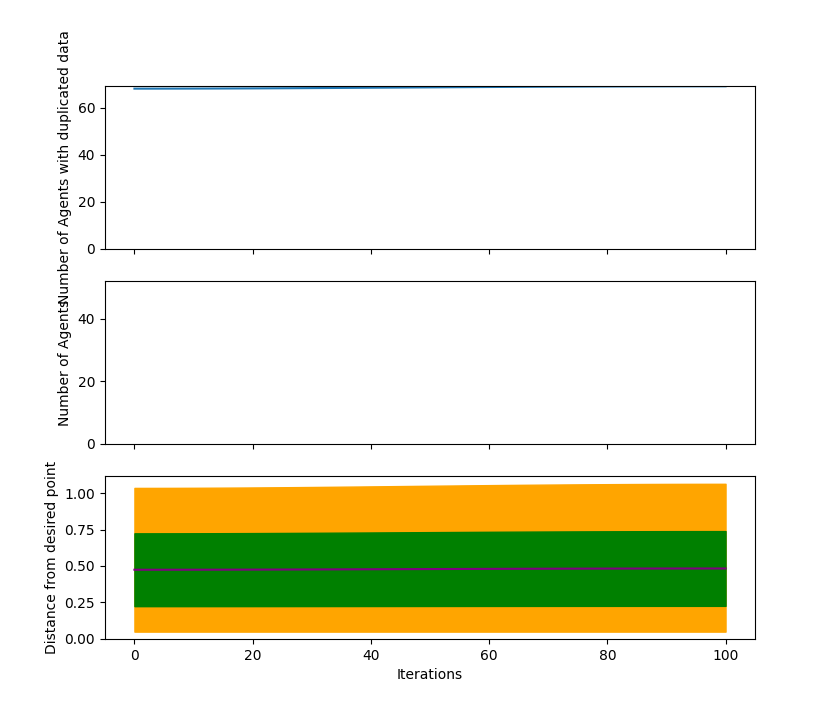 Number of Agents with duplicated data
60
40
20
0
Number of Agents
40
20
0
Distance from desired point
1.00
0.75
0.50
0.25
0.00
0 20 40 60 80 100
Iterations